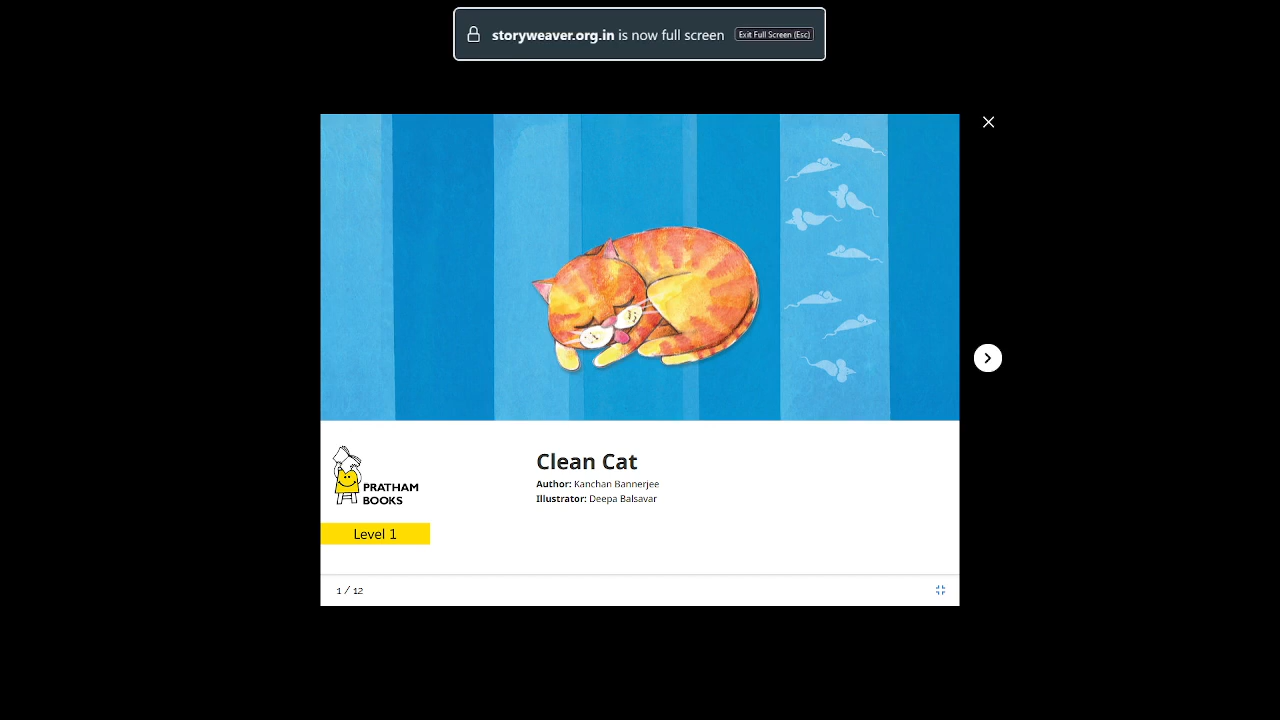 storyweaver.org.in is now full screen Exit Full Screen (Esc)
Clean Cat
Author: Kanchan Bannerjee
Illustrator: Deepa Balsavar
PRATHAM
BOOKS
Level 1
1 / 12